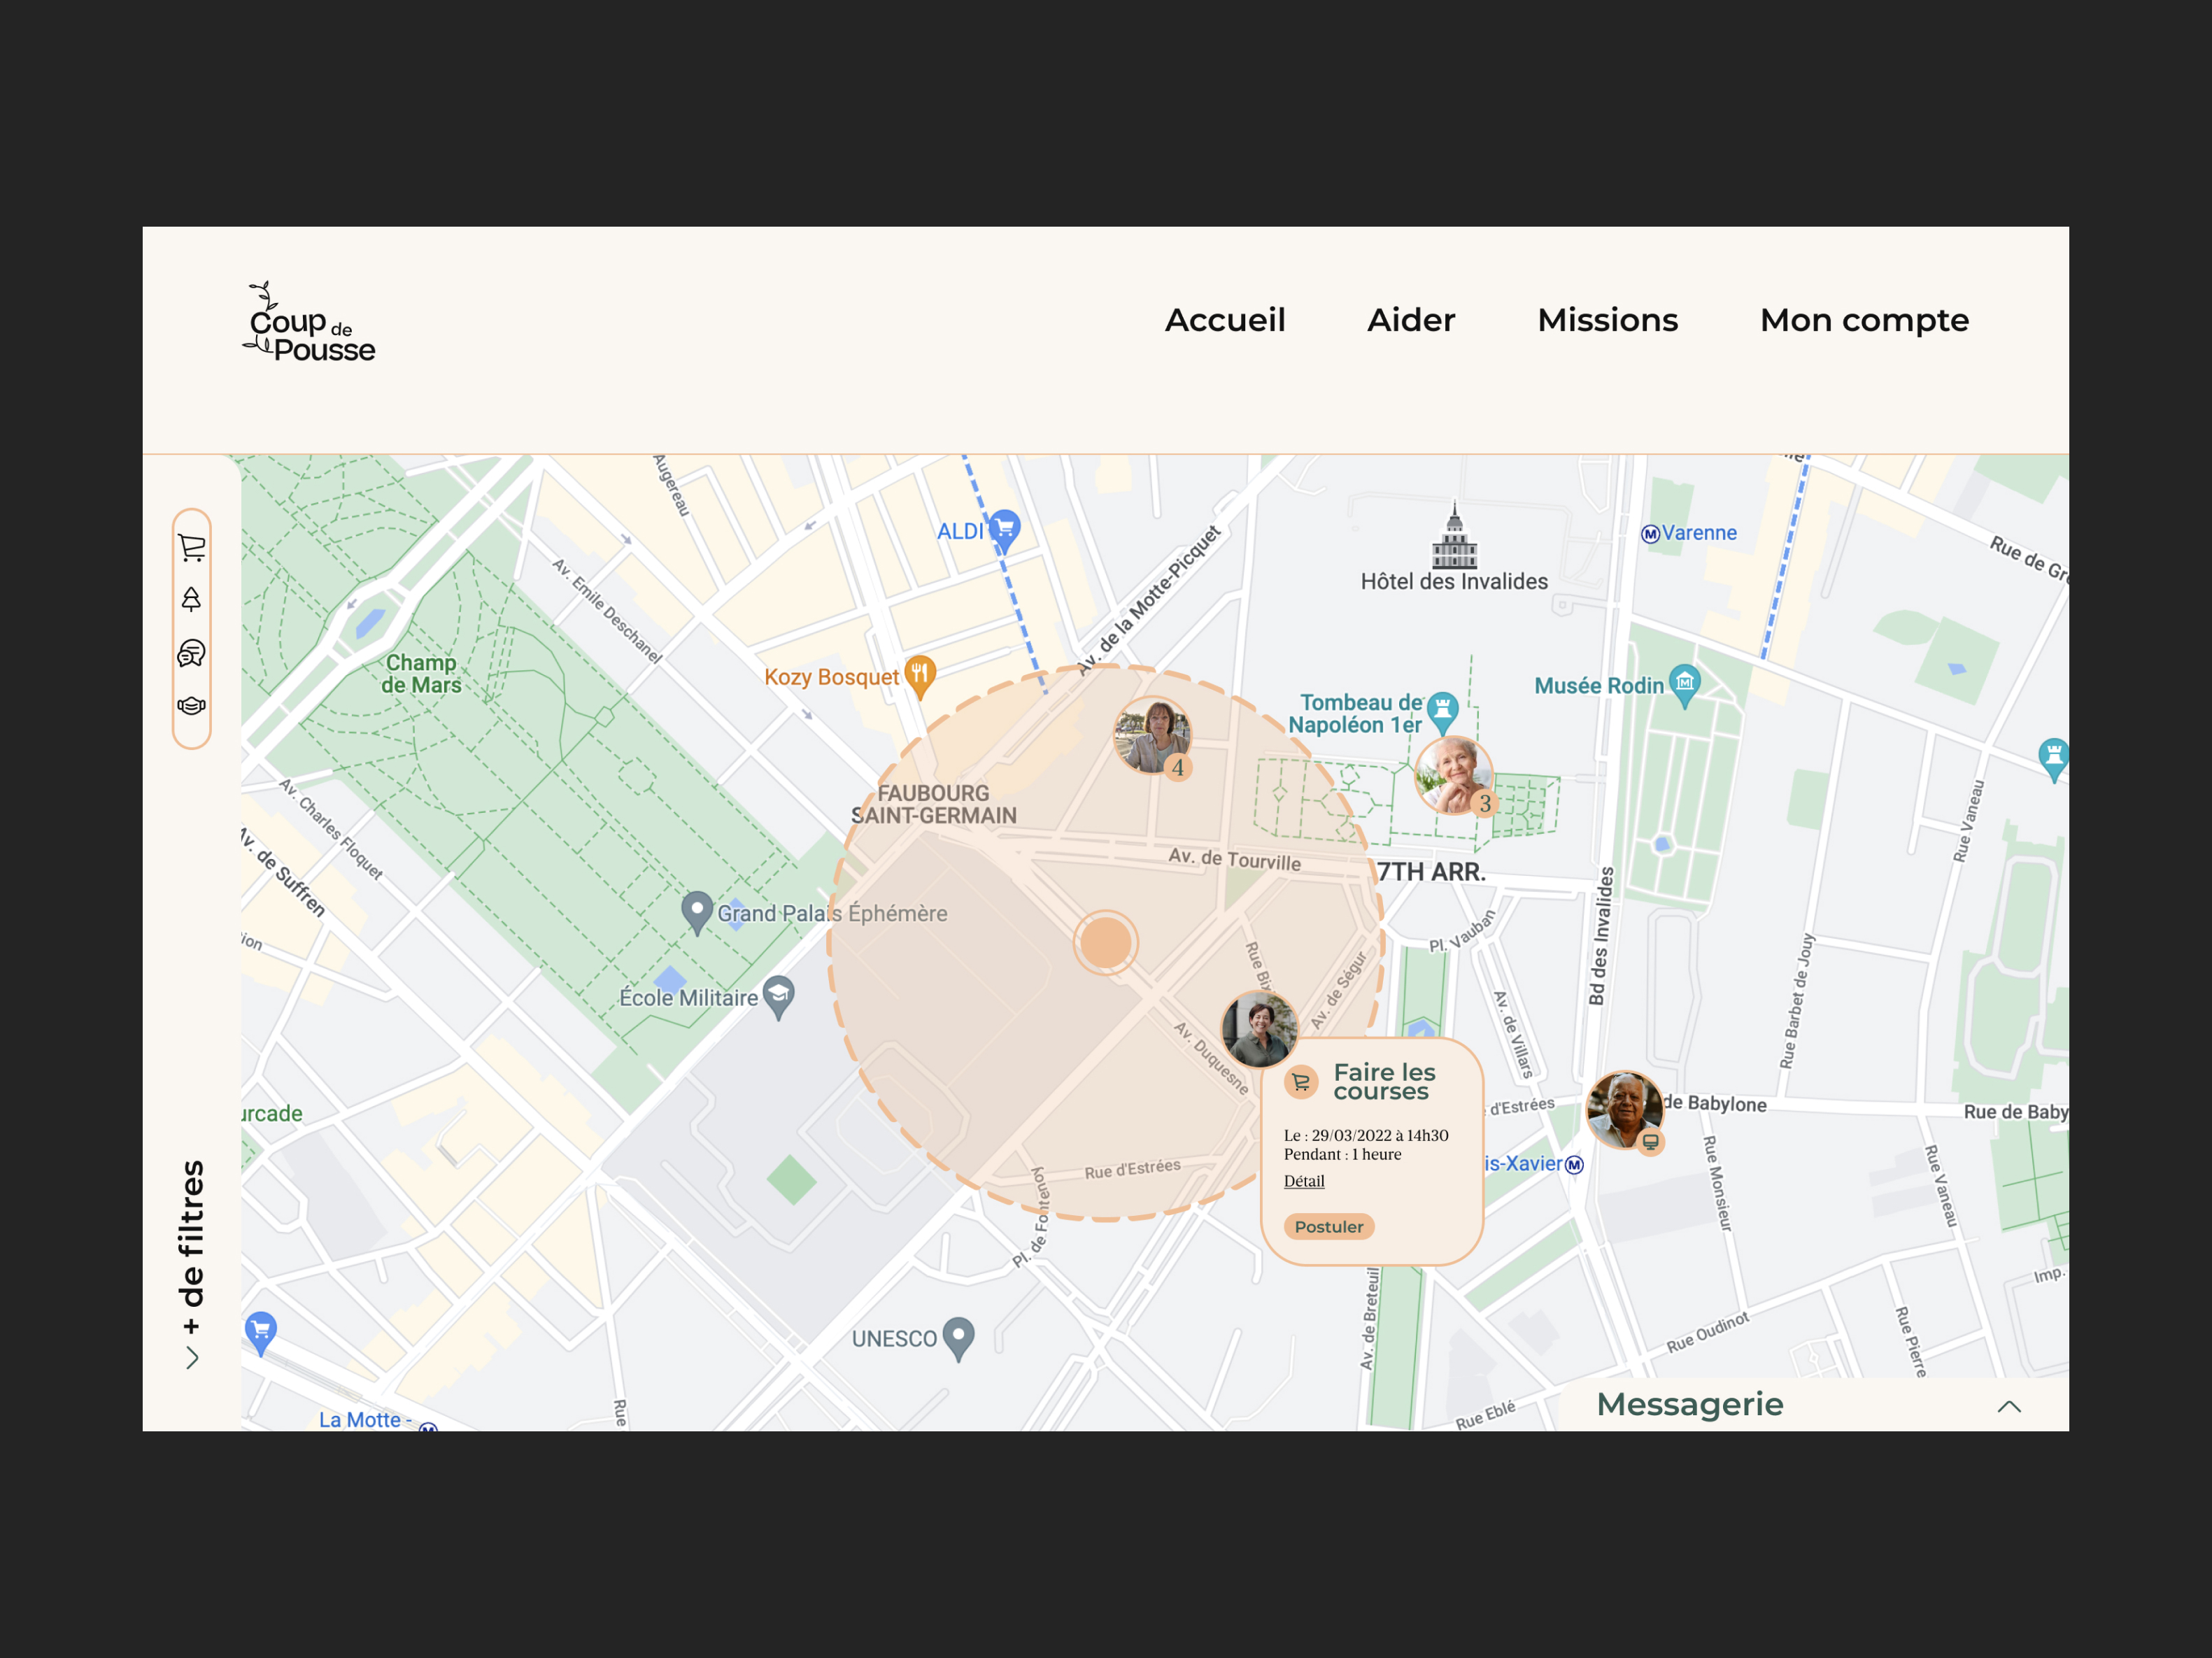 Coup de
Pousse
Accueil
Aider
Missions
Mon compte
+ de filtres
Augereau
ALDI
Av. de la Motte-Picquet
Hôtel des Invalides
Varenne
Av. Emile Deschanel
Champ
de Mars
Kozy Bosquet
Tombeau de
Napoléon 1er
Musée Rodin
4
3
FAUBOURG
SAINT-GERMAIN
Av. de Tourville
7TH ARR.
Av. Charles Floquet
Av. de Suffren
Rue Vaneau
Grand Palais Éphémère
École Militaire
Pl. Vauban
Bd des Invalides
Rue Barbet de Jouy
Av. de Ségur
Av. de Villars
Av. Duquesne
Faire les
courses
Le : 29/03/2022 à 14h30
Pendant : 1 heure
Détail
Postuler
d'Estrées
de Babylone
Rue de Baby
urcade
is-Xavier
Rue Monsieur
Rue Vaneau
Rue d'Estrées
Pl. de Fontenoy
Av. de Breteuil
UNESCO
Rue Oudinot
Rue Pierre
Imp.
La Motte -
Rue
Rue Eblé
Messagerie